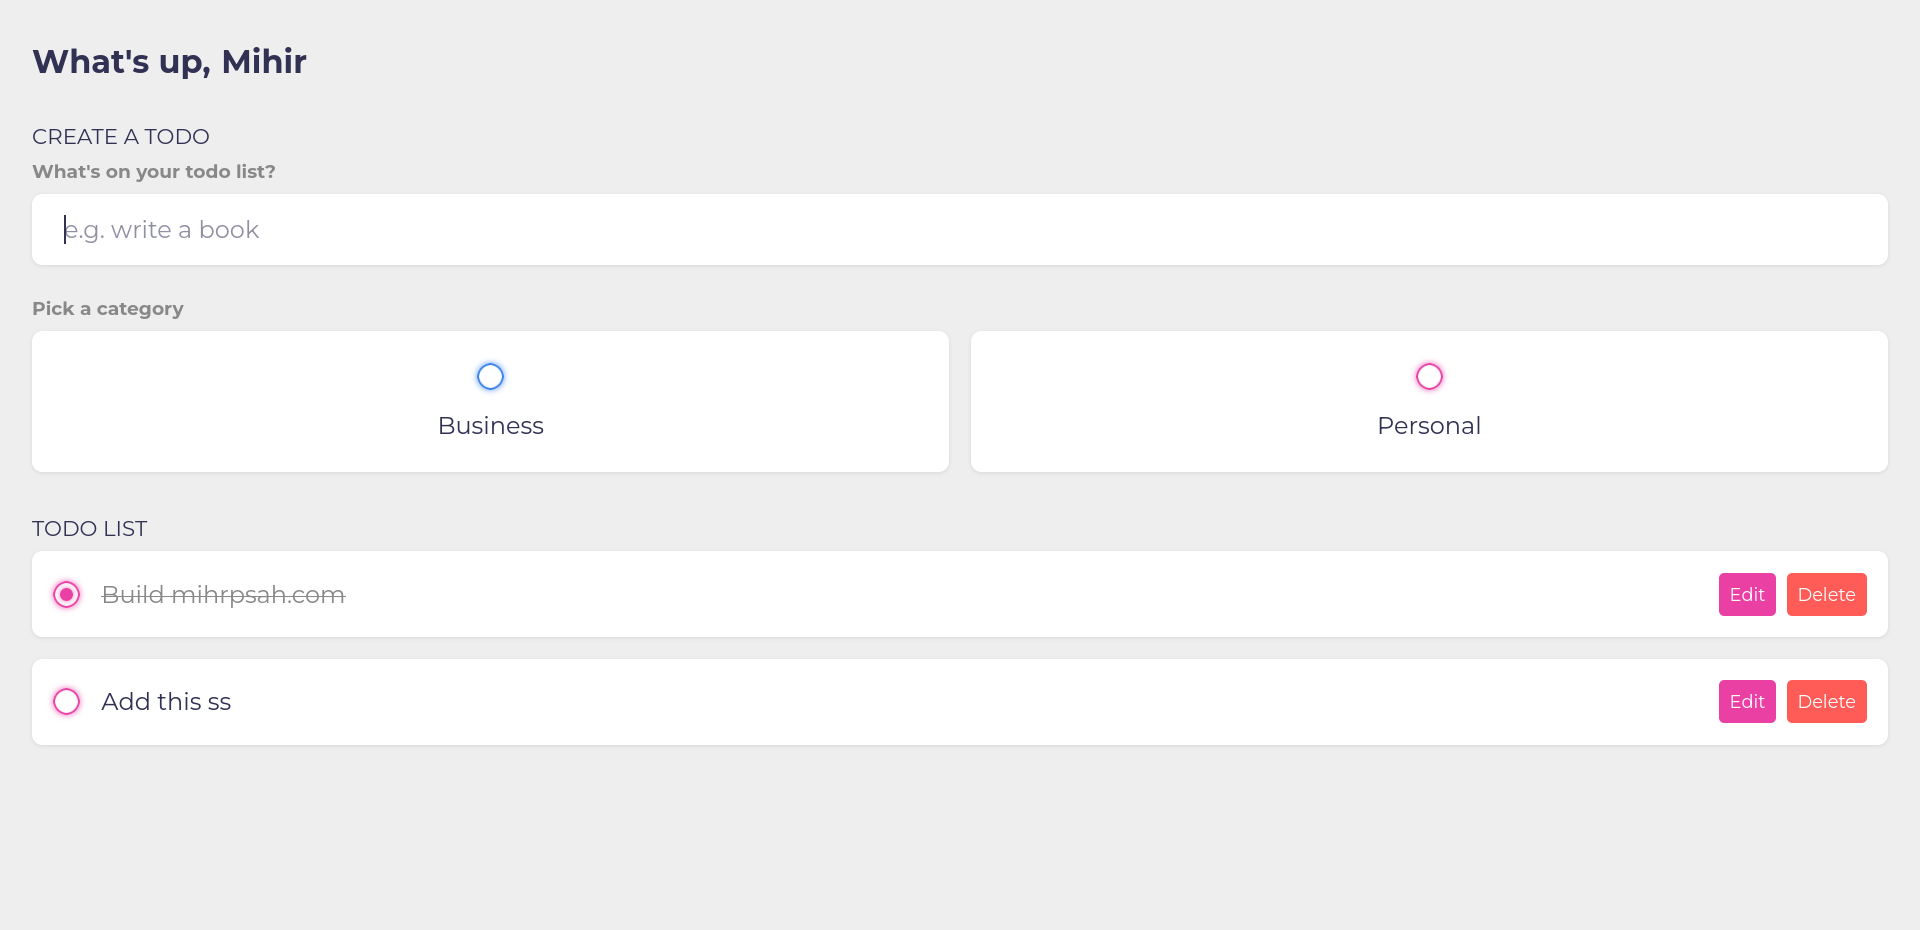 What's up, Mihir
CREATE A TODO
What's on your todo list?
e.g. write a book
Pick a category
Business
Personal
TODO LIST
Build mihrpsah.com
Edit
Delete
Add this ss
Edit
Delete